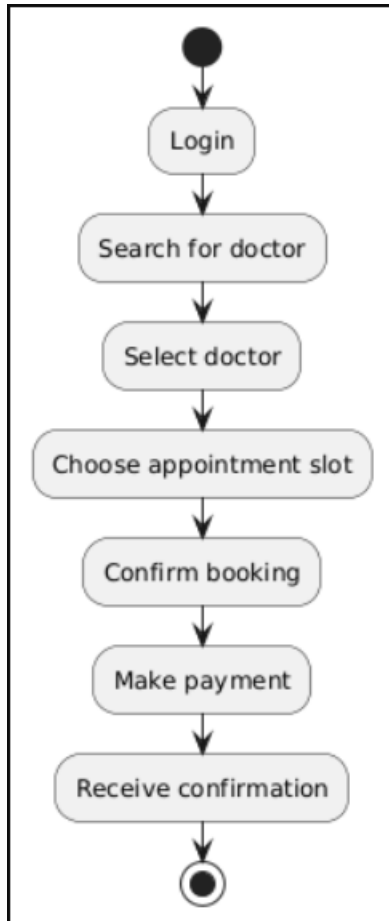 Login
Search for doctor
Select doctor
Choose appointment slot
Confirm booking
Make payment
Receive confirmation